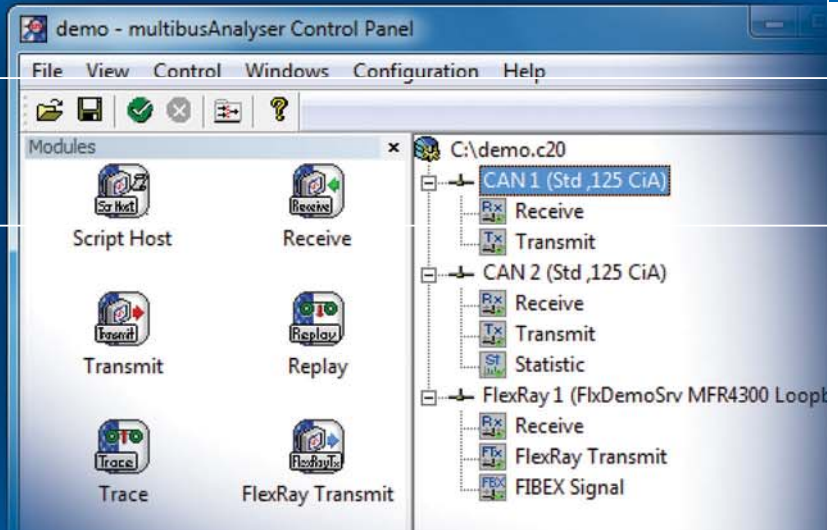 demo - multibusAnalyser Control Panel
File View Control Windows Configuration Help
Modules
Scr Host
Script Host
Receive
Receive
Transmit
Transmit
Replay
Replay
Trace
Trace
FlexRayTx
FlexRay Transmit
C:\demo.c20
CAN 1 (Std ,125 CiA)
Rx Receive
Tx Transmit
CAN 2 (Std ,125 CiA)
Rx Receive
Tx Transmit
St Statistic
FlexRay 1 (FlxDemoSrv MFR4300 Loopb
Rx Receive
FTx FlexRay Transmit
FBX FIBEX Signal